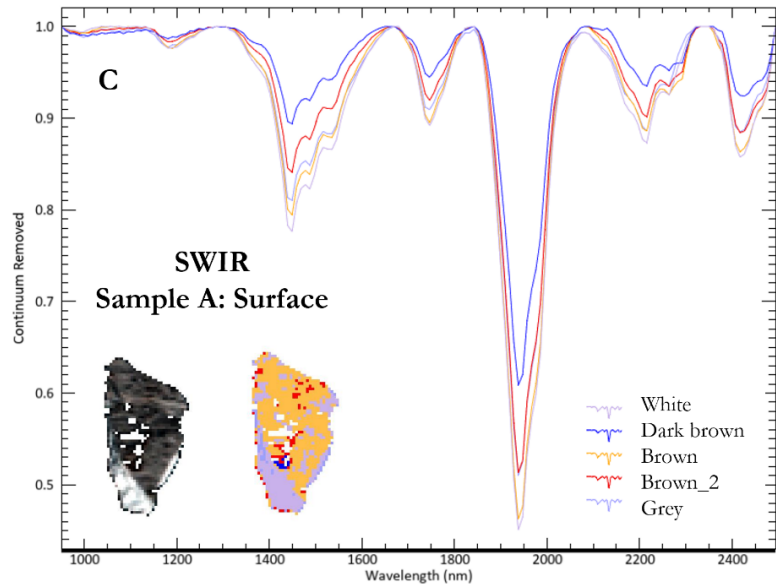 1.0
0.9
0.8
0.7
0.6
0.5
Continuum Removed
C
SWIR
Sample A: Surface
White
Dark brown
Brown
Brown_2
Grey
1000 1200 1400 1600 1800 2000 2200 2400
Wavelength (nm)